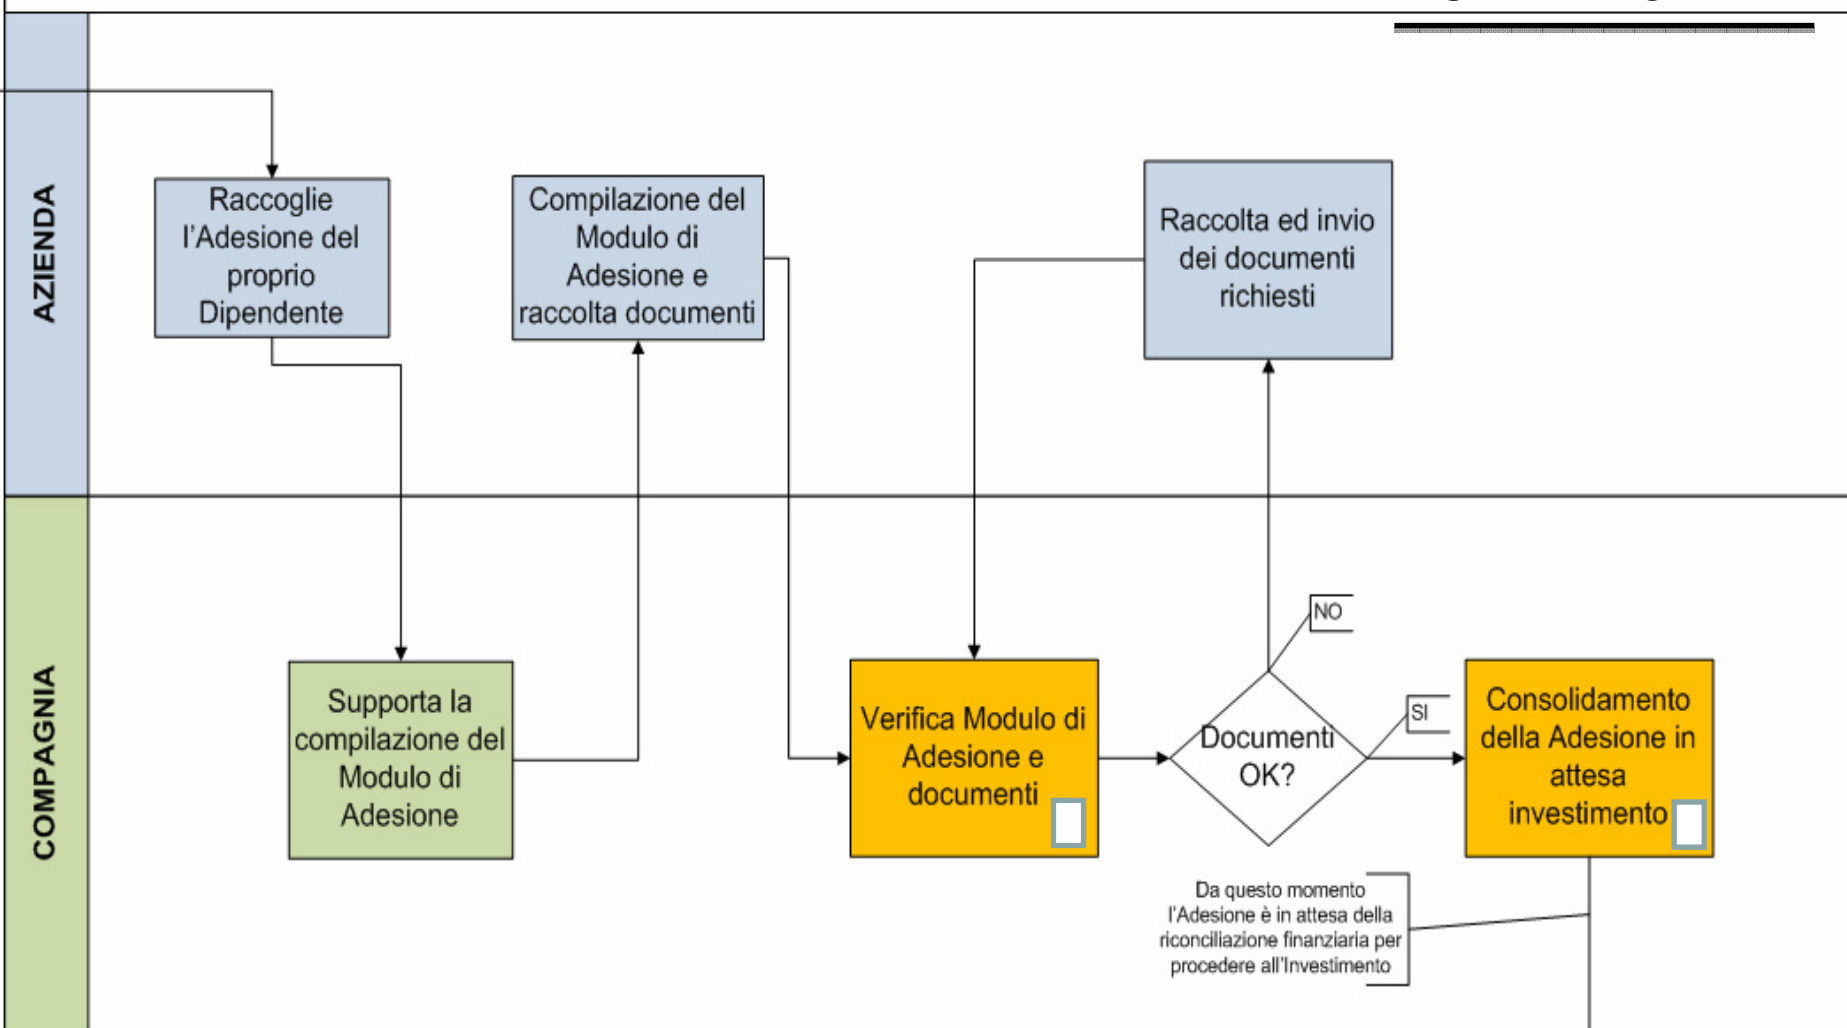 AZIENDA
Raccoglie
l'Adesione del
proprio
Dipendente
Compilazione del
Modulo di
Adesione e
raccolta documenti
Raccolta ed invio
dei documenti
richiesti
COMPAGNIA
Supporta la
compilazione del
Modulo di
Adesione
Verifica Modulo di
Adesione e
documenti
Documenti
OK?
NO
SI
Consolidamento
della Adesione in
attesa
investimento
Da questo momento
l'Adesione è in attesa della
riconciliazione finanziaria per
procedere all'Investimento